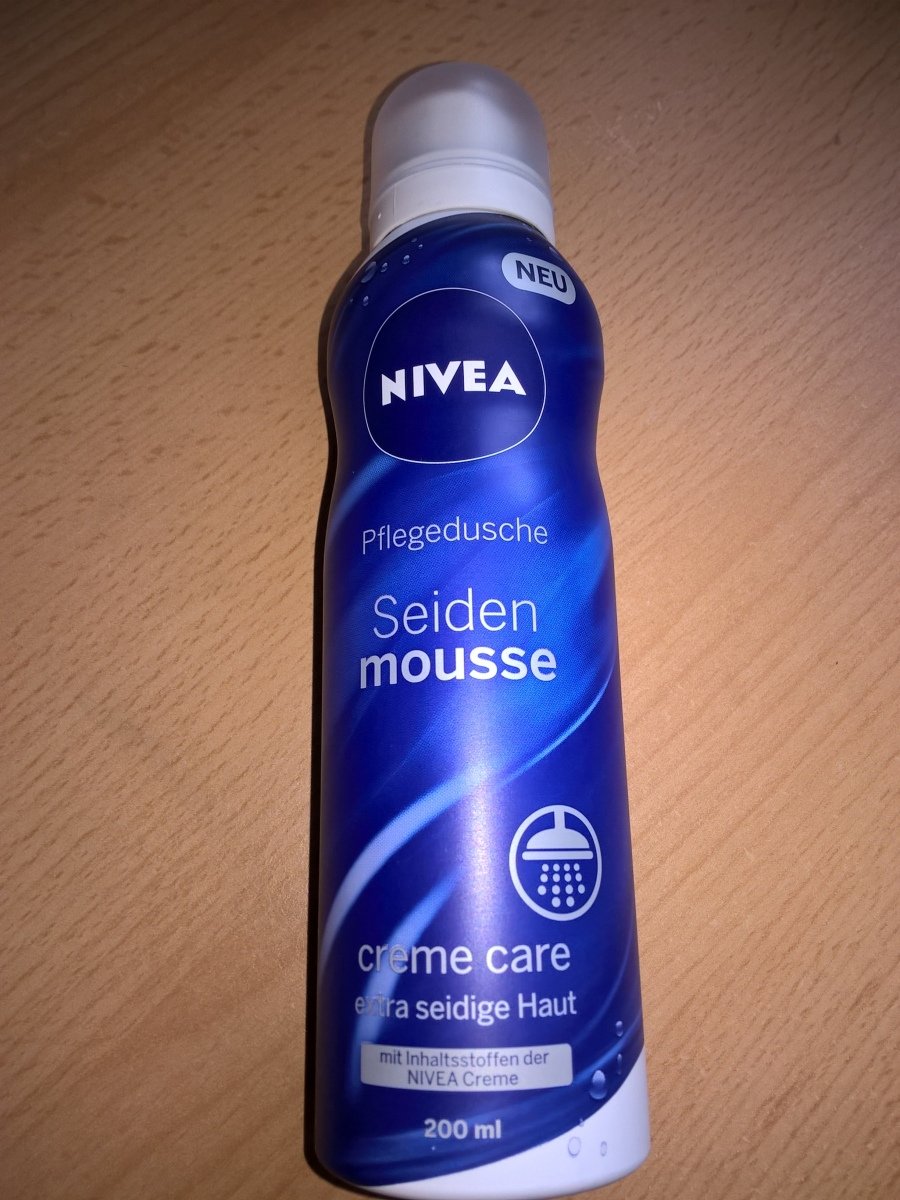 NEU
NIVEA
Pflegedusche
Seiden
mousse
creme care
extra seidige Haut
mit Inhaltsstoffen der
NIVEA Creme
200 ml